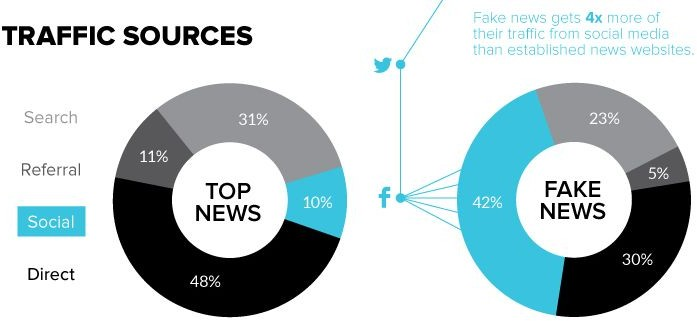 Fake news gets 4x more of
their traffic from social media
than established news websites.
TRAFFIC SOURCES
Search
Referral
Social
Direct
31%
11%
10%
48%
TOP
NEWS
23%
5%
42%
30%
FAKE
NEWS